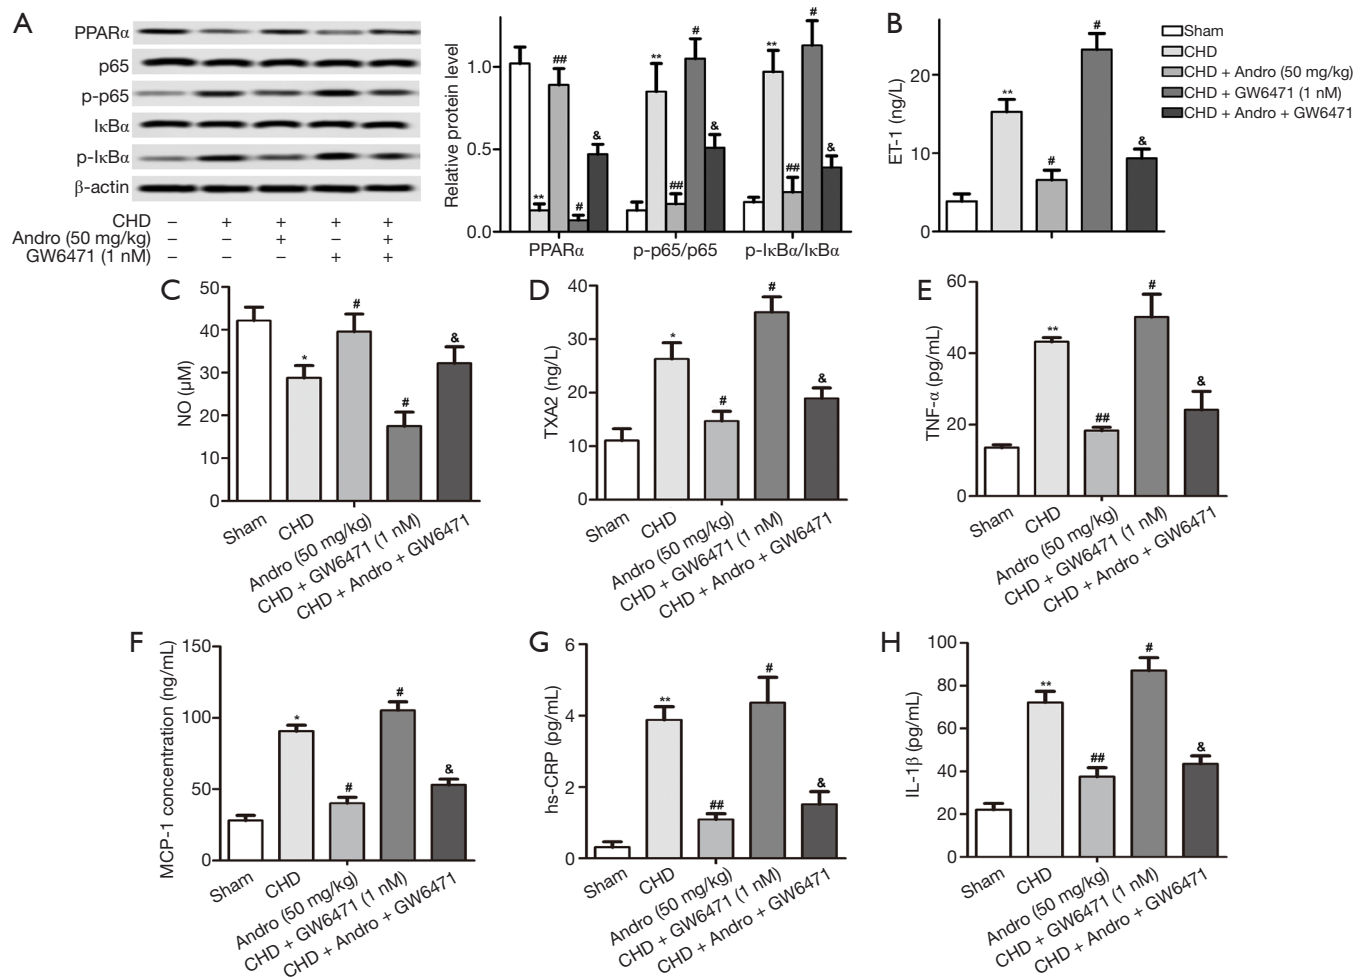 A
PPARα
p65
p-p65
IκBα
p-IκBα
β-actin
CHD – + + + +
Andro (50 mg/kg) – – + – +
GW6471 (1 nM) – – – + +
Relative protein level
1.0
0.5
0.0
** ## # &
** ## # &
** ## # &
PPARα p-p65/p65 p-IκBα/IκBα
B
ET-1 (ng/L)
20
10
0
** # # &
Sham
CHD
CHD + Andro (50 mg/kg)
CHD + GW6471 (1 nM)
CHD + Andro + GW6471
C
NO (μM)
50
40
30
20
10
0
* # # &
Sham
CHD
Andro (50 mg/kg)
CHD + GW6471 (1 nM)
CHD + Andro + GW6471
D
TXA2 (ng/L)
40
30
20
10
0
* # # &
Sham
CHD
Andro (50 mg/kg)
CHD + GW6471 (1 nM)
CHD + Andro + GW6471
E
TNF-α (pg/mL)
60
40
20
0
** ## # &
Sham
CHD
Andro (50 mg/kg)
CHD + GW6471 (1 nM)
CHD + Andro + GW6471
F
MCP-1 concentration (ng/mL)
150
100
50
0
* # # &
Sham
CHD
Andro (50 mg/kg)
CHD + GW6471 (1 nM)
CHD + Andro + GW6471
G
hs-CRP (pg/mL)
6
4
2
0
** ## # &
Sham
CHD
Andro (50 mg/kg)
CHD + GW6471 (1 nM)
CHD + Andro + GW6471
H
IL-1β (pg/mL)
100
80
60
40
20
0
** ## # &
Sham
CHD
Andro (50 mg/kg)
CHD + GW6471 (1 nM)
CHD + Andro + GW6471